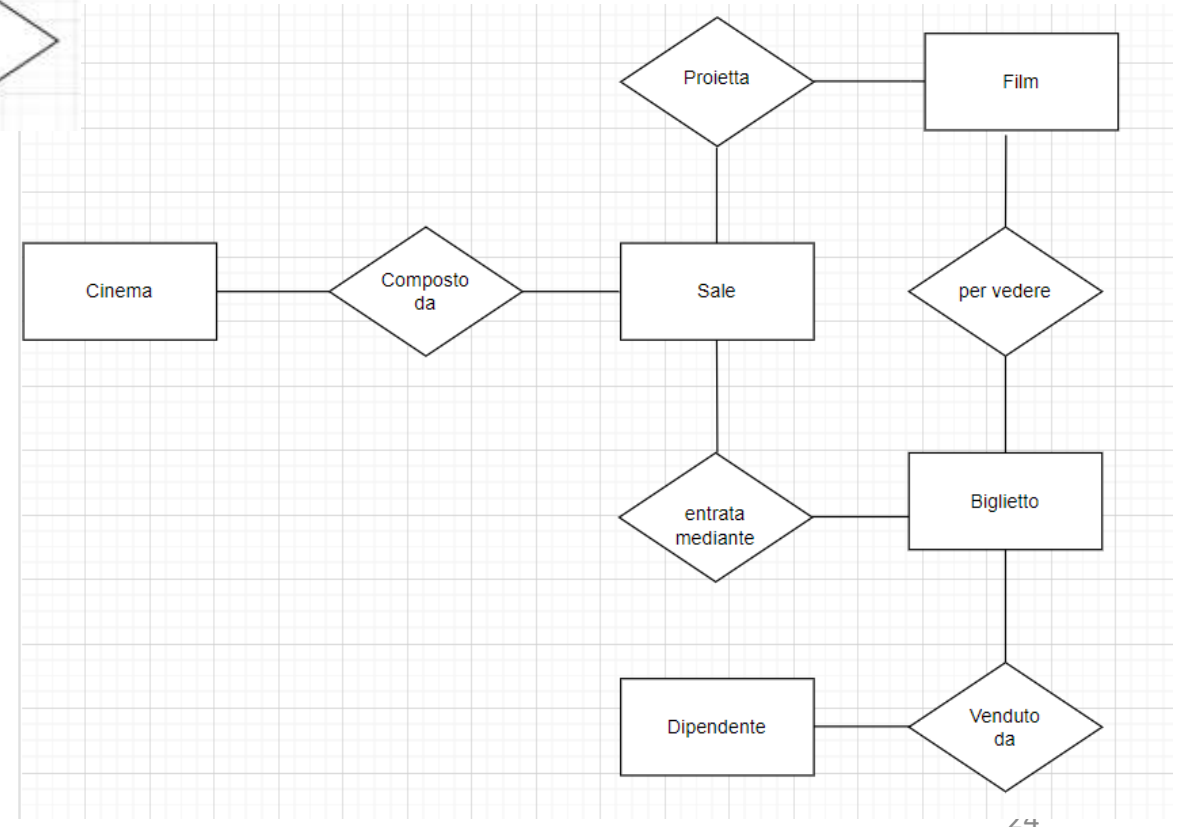 Proietta
Film
Cinema
Composto
da
Sale
per vedere
entrata
mediante
Biglietto
Dipendente
Venduto
da